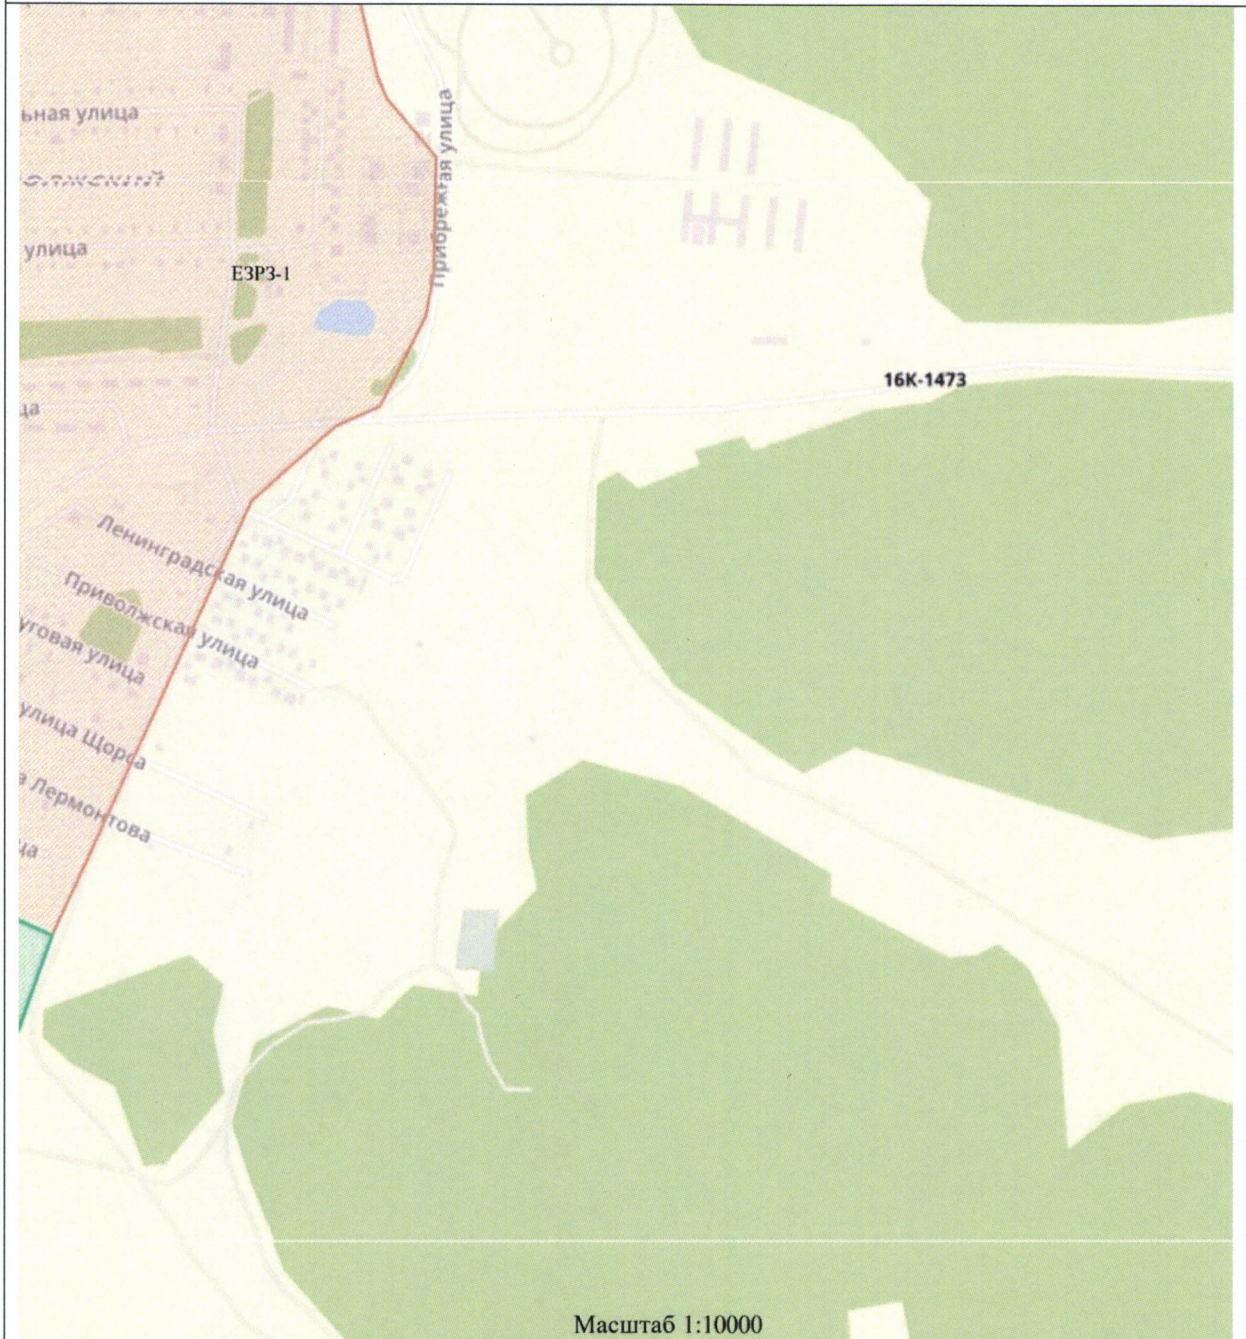 ьная улица
Прибрежная улица
олжский
улица
ЕЗРЗ-1
16К-1473
ца
Ленинградская улица
Приволжская улица
уговая улица
улица Щорса
а Лермонтова
ца
Масштаб 1:10000